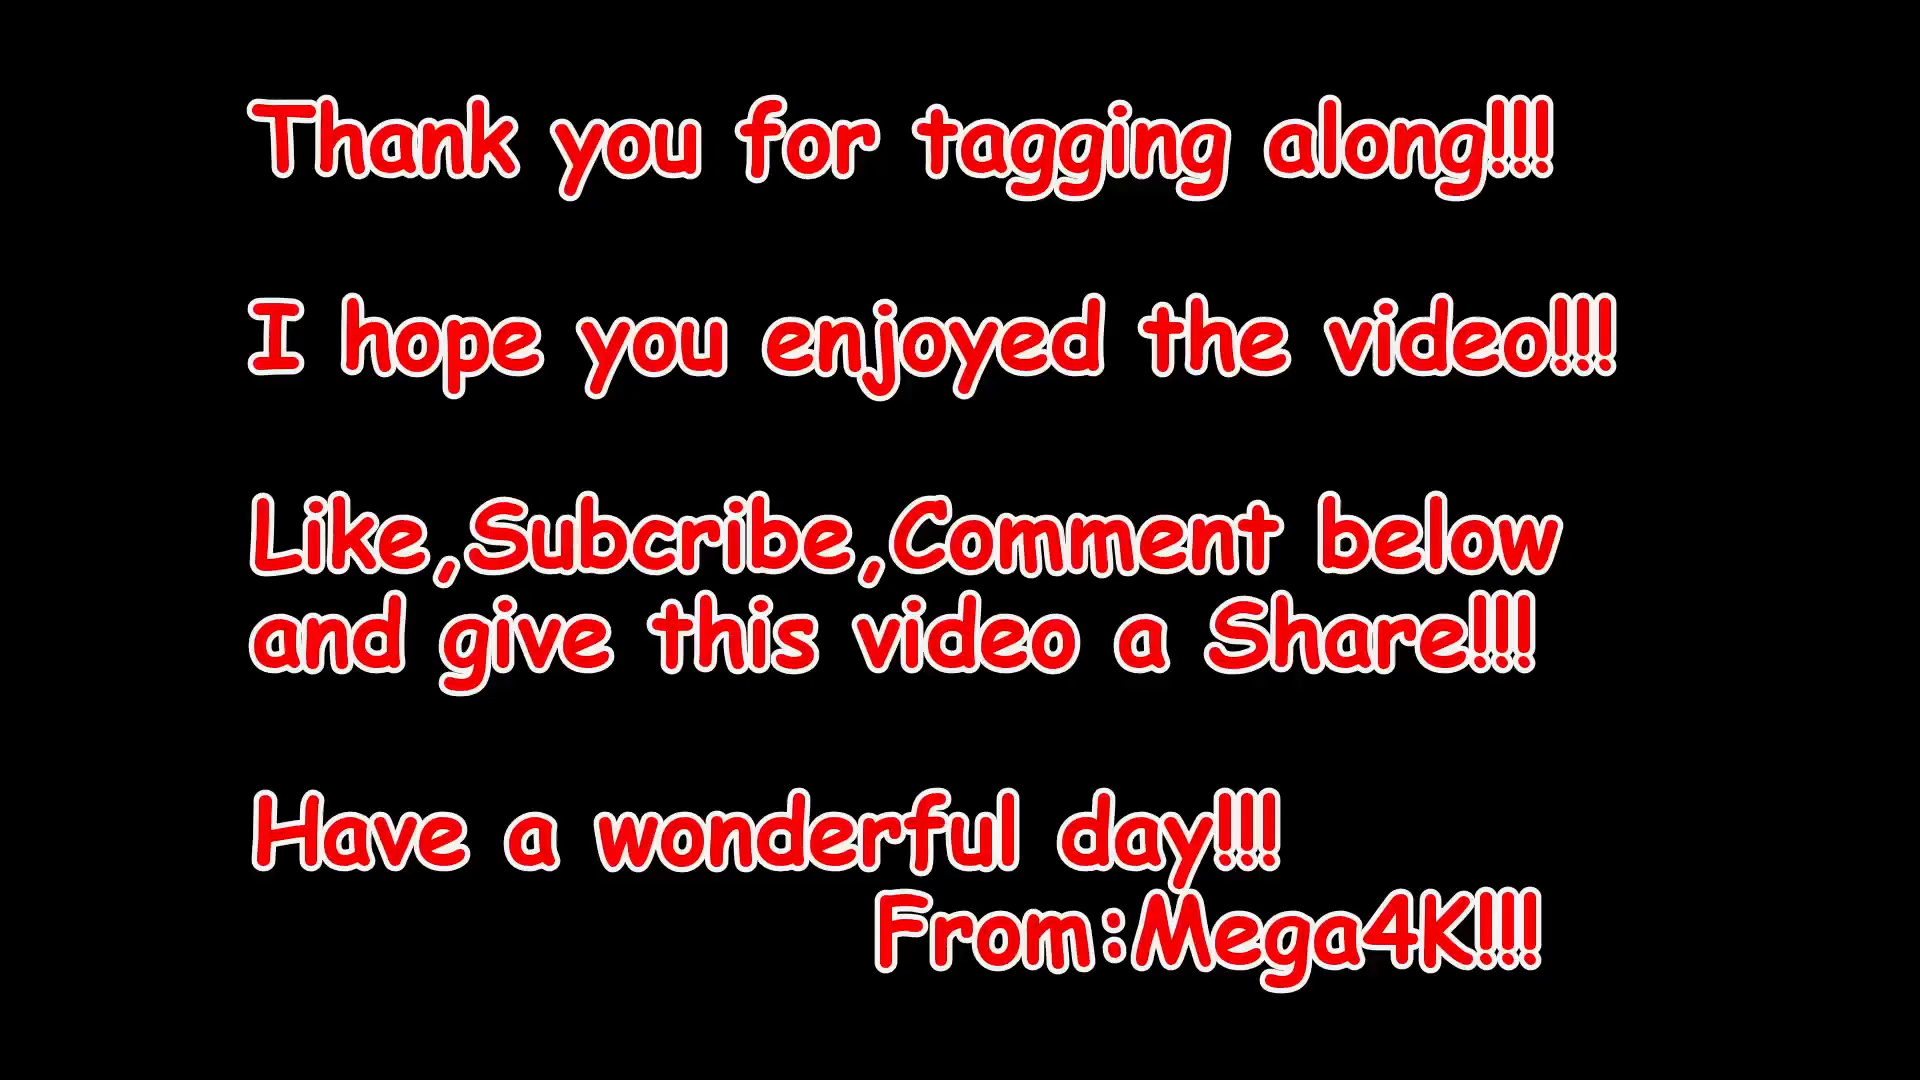 Thank you for tagging along!!!
I hope you enjoyed the video!!!
Like,Subcribe,Comment below
and give this video a Share!!!
Have a wonderful day!!!
From:Mega4K!!!